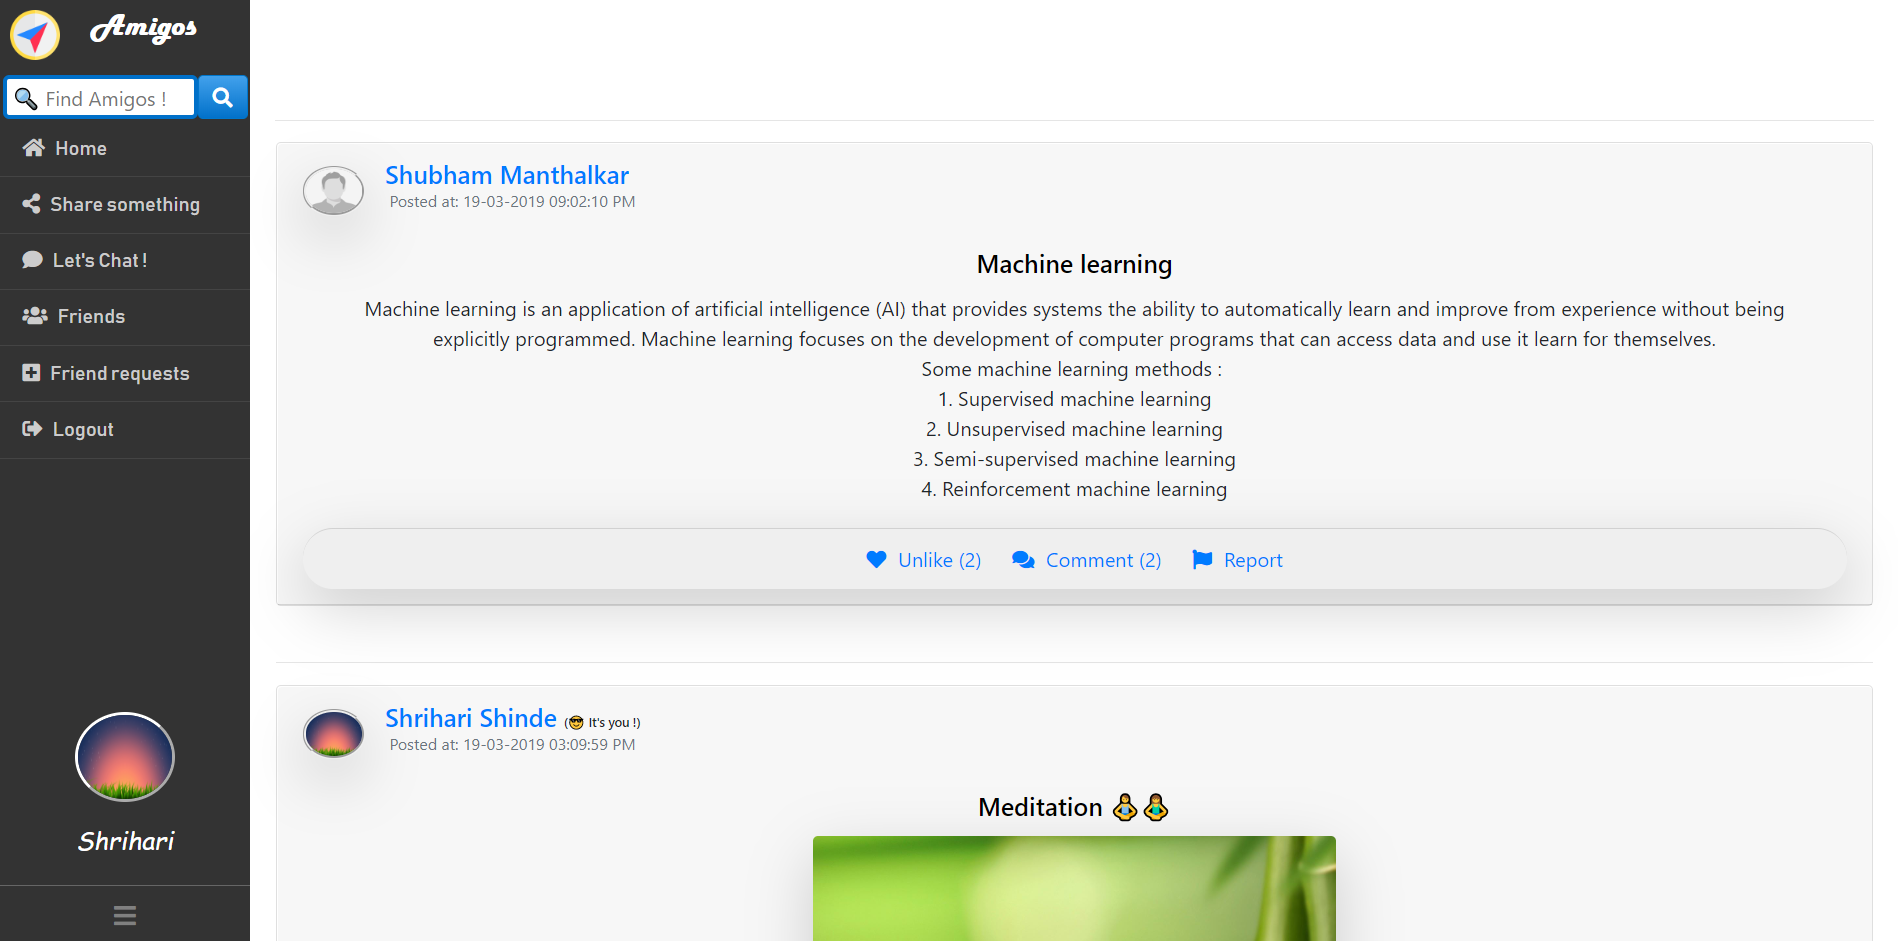 Amigos
🔍 Find Amigos !
Home
Share something
Let's Chat !
Friends
Friend requests
Logout
Shrihari
Shubham Manthalkar
Posted at: 19-03-2019 09:02:10 PM
Machine learning
Machine learning is an application of artificial intelligence (AI) that provides systems the ability to automatically learn and improve from experience without being
explicitly programmed. Machine learning focuses on the development of computer programs that can access data and use it learn for themselves.
Some machine learning methods :
1. Supervised machine learning
2. Unsupervised machine learning
3. Semi-supervised machine learning
4. Reinforcement machine learning
Unlike (2) Comment (2) Report
Shrihari Shinde (😎 It's you !)
Posted at: 19-03-2019 03:09:59 PM
Meditation 🧘‍♂️🧘‍♀️